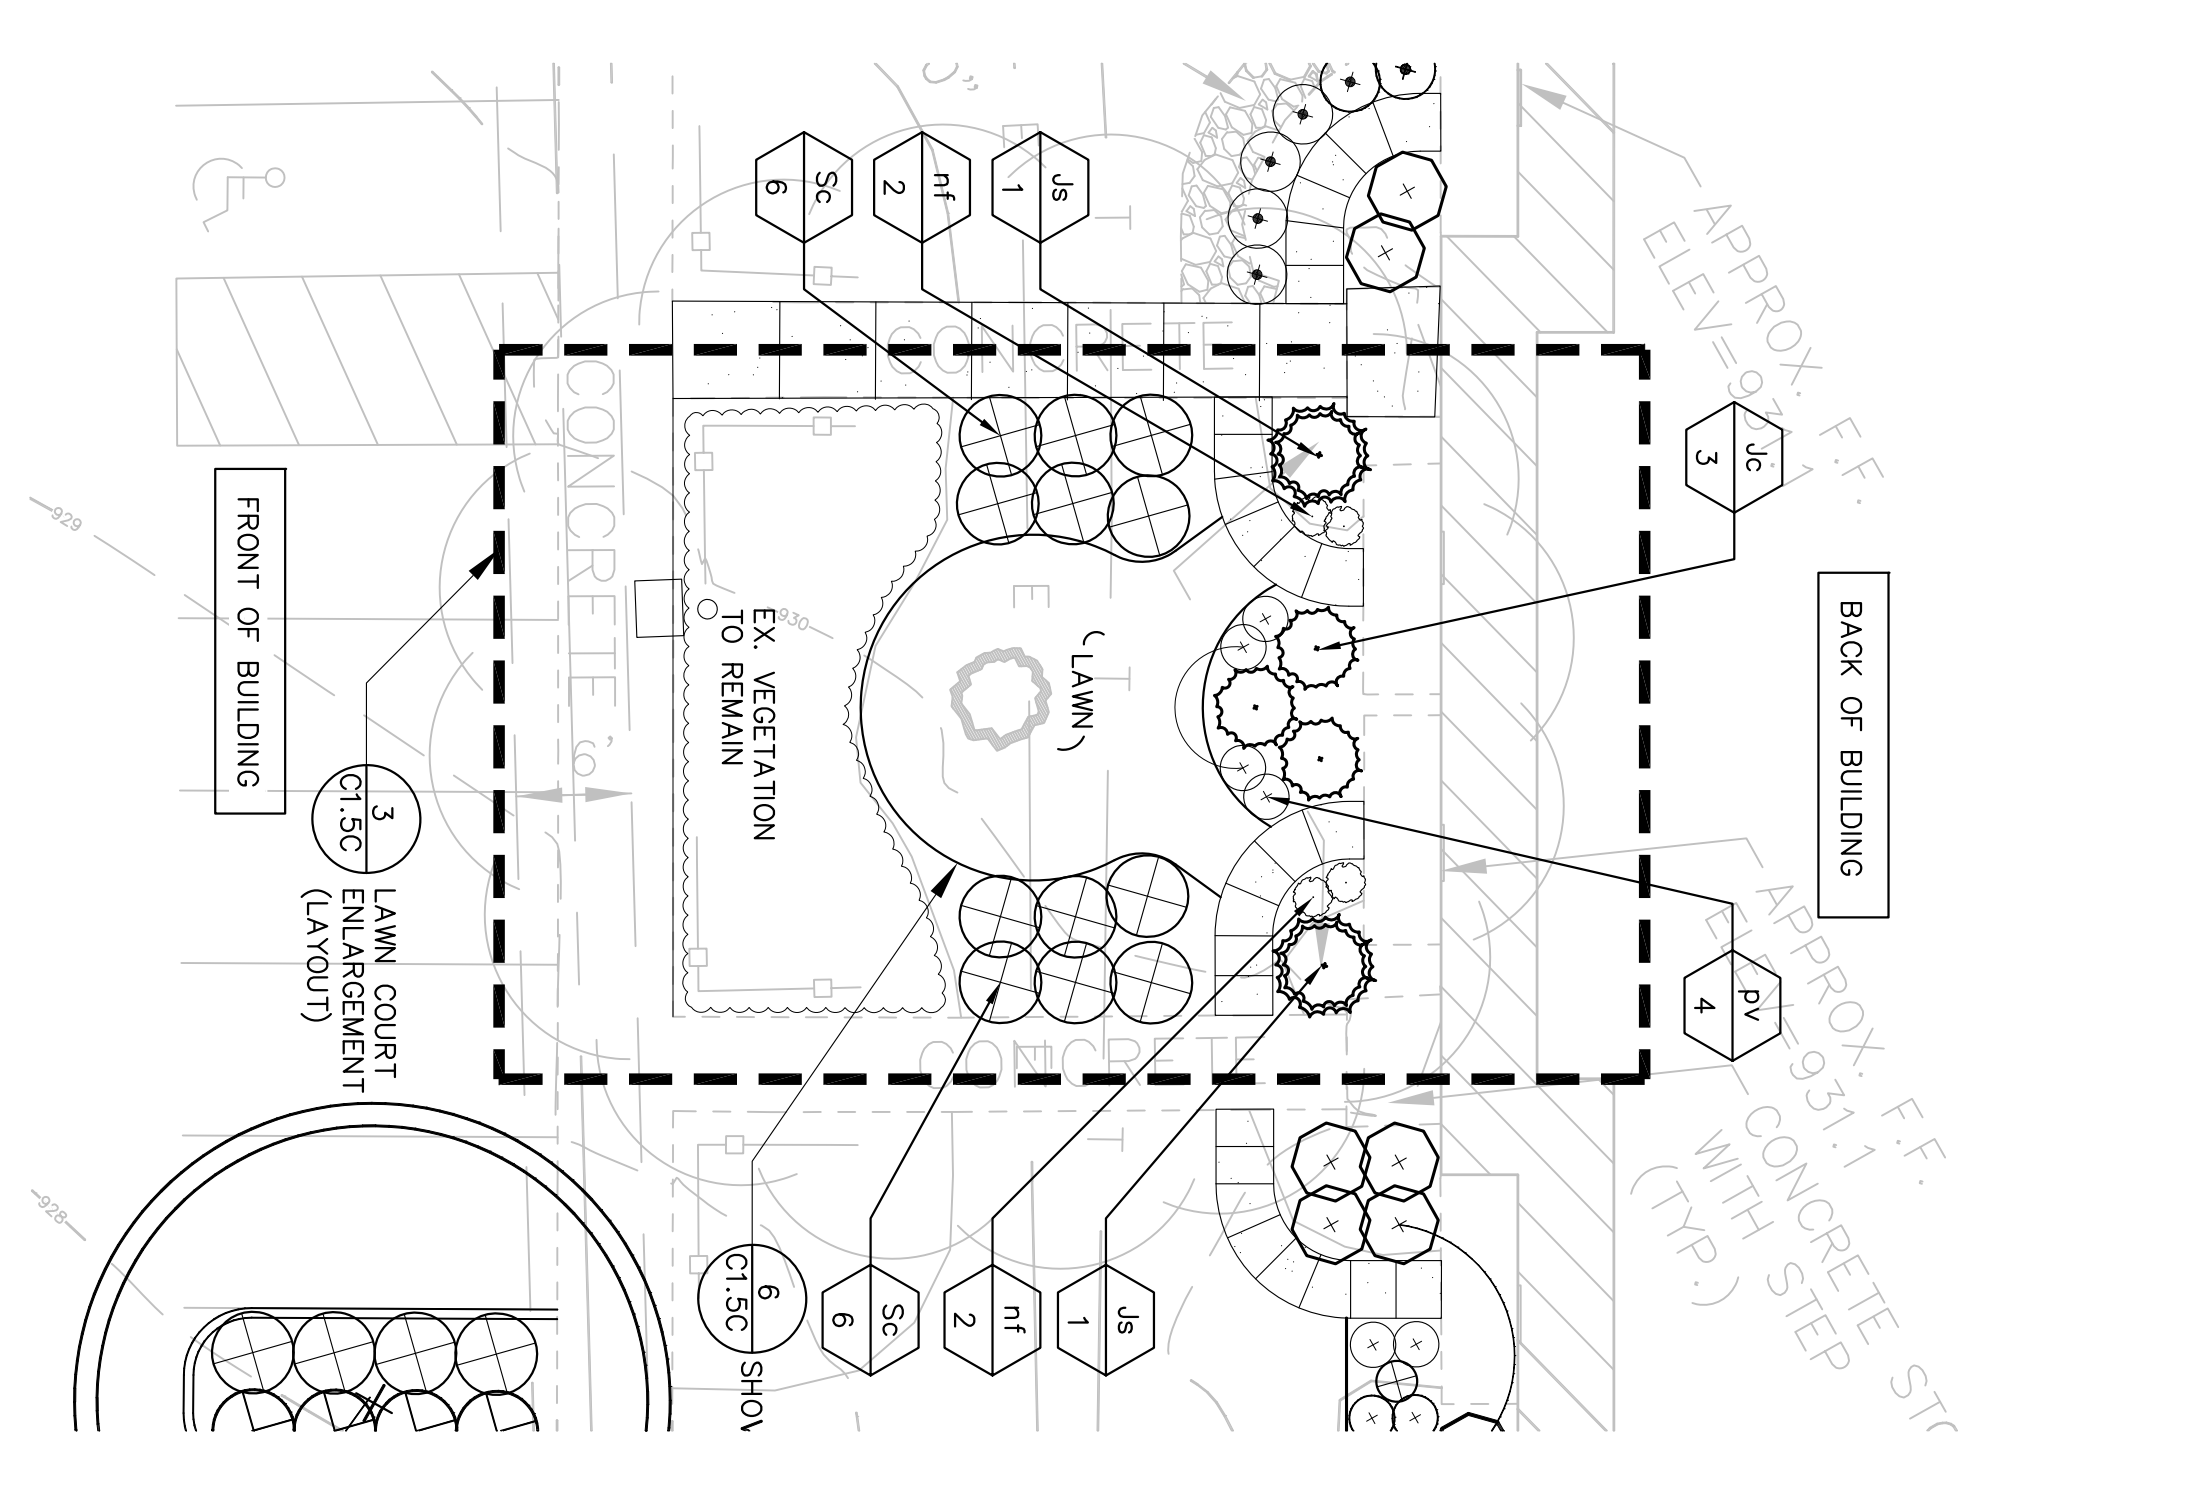 Sc
6
nf
2
Js
1
Jc
3
pv
4
APPROX. F.F.
ELEV=931.1
CONCRETE
CONCRETE 6'
CONCRETE
FRONT OF BUILDING
BACK OF BUILDING
EX. VEGETATION
TO REMAIN
(LAWN)
E
T
E
T
E
T
929
930
928
3
C1.5C
LAWN COURT
ENLARGEMENT
(LAYOUT)
6
C1.5C
SHOW
Sc
6
nf
2
Js
1
APPROX. F.F.
ELEV=931.1
CONCRETE
WITH STEP
(TYP.)